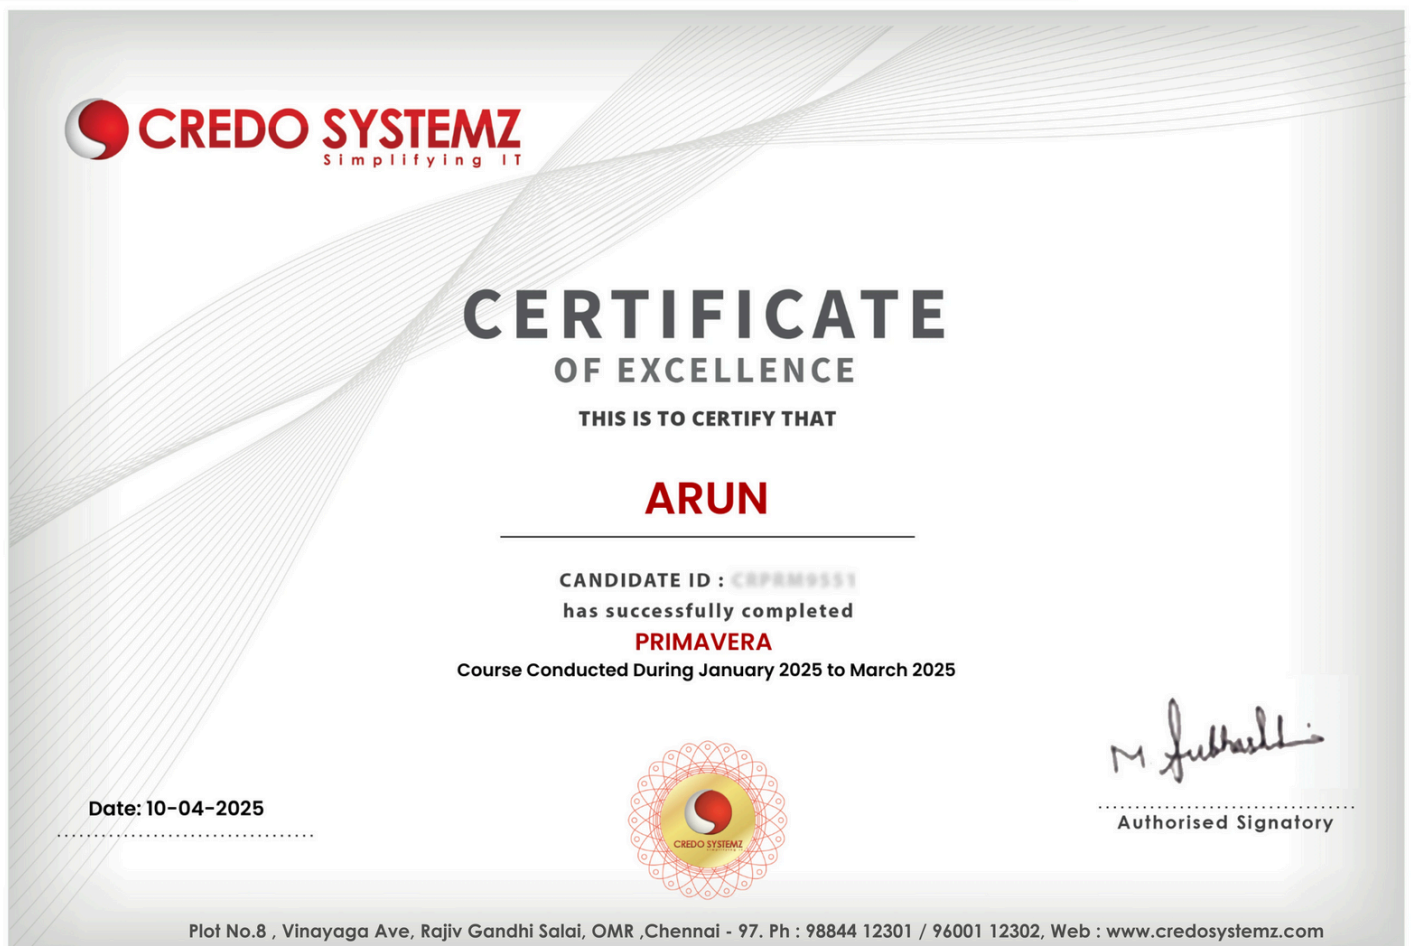 CREDO SYSTEMZ
Simplifying IT
CERTIFICATE
OF EXCELLENCE
THIS IS TO CERTIFY THAT
ARUN
CANDIDATE ID :
has successfully completed
PRIMAVERA
Course Conducted During January 2025 to March 2025
Date: 10-04-2025
CREDO SYSTEMZ
Authorised Signatory
Plot No.8 , Vinayaga Ave, Rajiv Gandhi Salai, OMR ,Chennai - 97. Ph : 98844 12301 / 96001 12302, Web : www.credosystemz.com